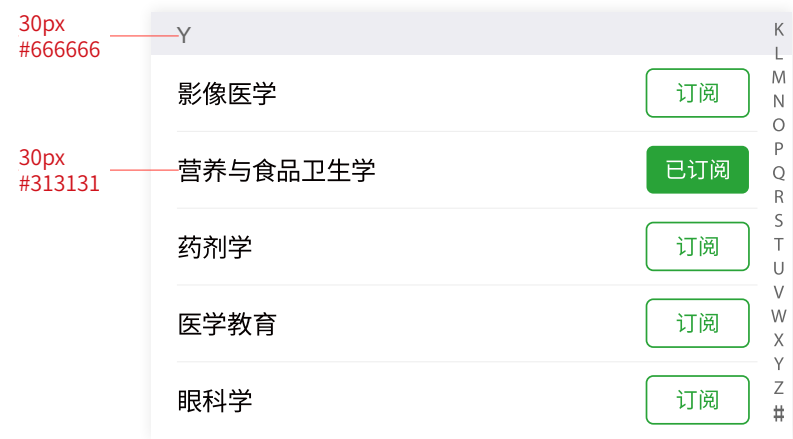 30px
#666666
Y
影像医学
订阅
30px
#313131
营养与食品卫生学
已订阅
药剂学
订阅
医学教育
订阅
眼科学
订阅
K
L
M
N
O
P
Q
R
S
T
U
V
W
X
Y
Z
#